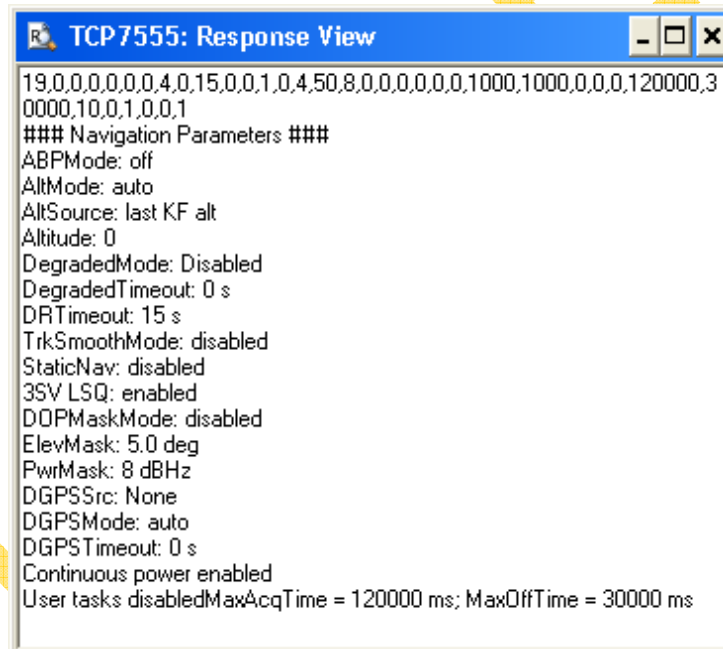 TCP7555: Response View
19,0,0,0,0,0,0,4,0,15,0,0,1,0,4,50,8,0,0,0,0,0,0,1000,1000,0,0,0,120000,3
0000,10,0,1,0,0,1
### Navigation Parameters ###
ABPMode: off
AltMode: auto
AltSource: last KF alt
Altitude: 0
DegradedMode: Disabled
DegradedTimeout: 0 s
DRTimeout: 15 s
TrkSmoothMode: disabled
StaticNav: disabled
3SV LSQ: enabled
DOPMaskMode: disabled
ElevMask: 5.0 deg
PwrMask: 8 dBHz
DGPSSrc: None
DGPSMode: auto
DGPSTimeout: 0 s
Continuous power enabled
User tasks disabledMaxAcqTime = 120000 ms; MaxOffTime = 30000 ms